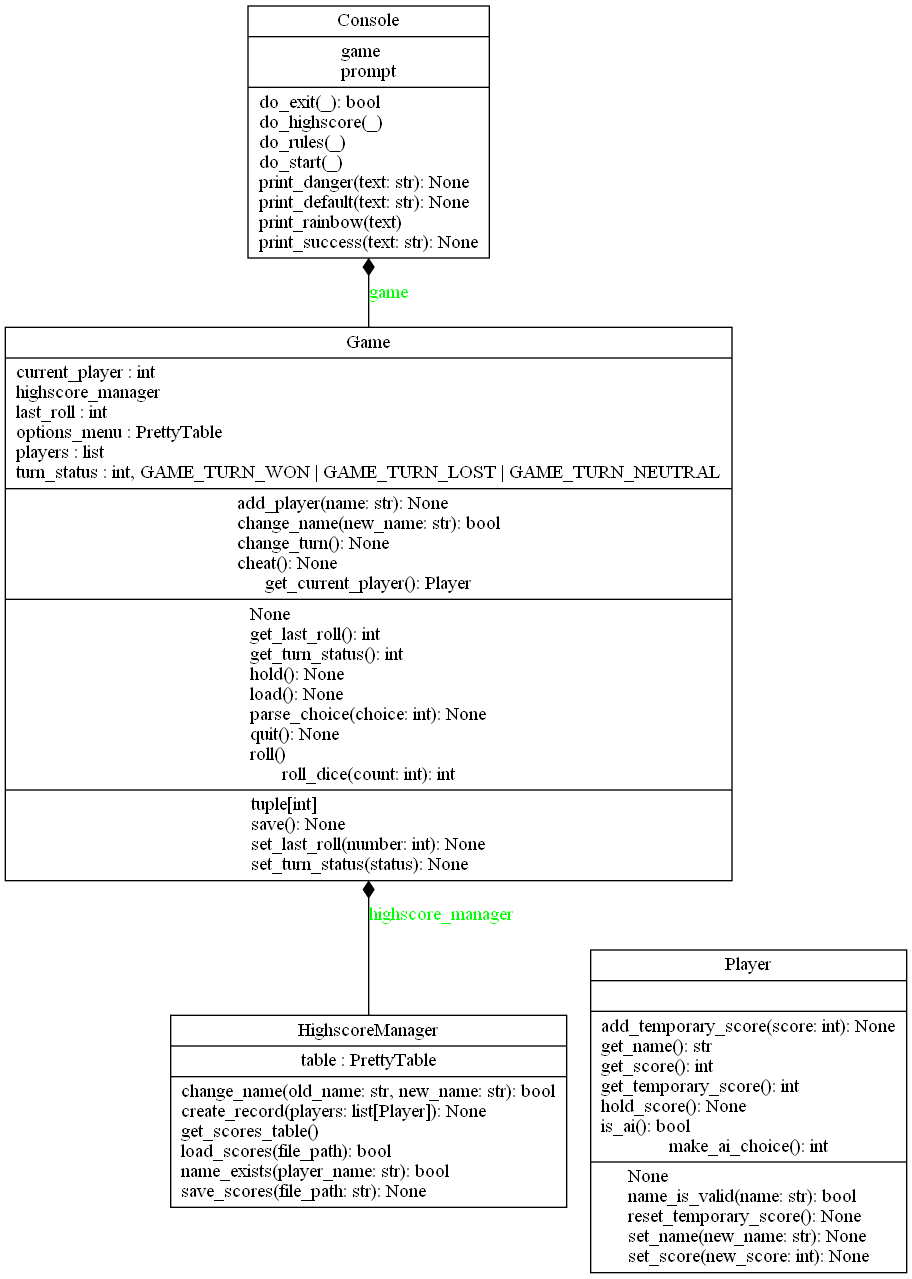 Console
game
prompt
do_exit(_): bool
do_highscore(_)
do_rules(_)
do_start(_)
print_danger(text: str): None
print_default(text: str): None
print_rainbow(text)
print_success(text: str): None
game
Game
current_player : int
highscore_manager
last_roll : int
options_menu : PrettyTable
players : list
turn_status : int, GAME_TURN_WON | GAME_TURN_LOST | GAME_TURN_NEUTRAL
add_player(name: str): None
change_name(new_name: str): bool
change_turn(): None
cheat(): None
get_current_player(): Player
None
get_last_roll(): int
get_turn_status(): int
hold(): None
load(): None
parse_choice(choice: int): None
quit(): None
roll()
roll_dice(count: int): int
tuple[int]
save(): None
set_last_roll(number: int): None
set_turn_status(status): None
highscore_manager
HighscoreManager
table : PrettyTable
change_name(old_name: str, new_name: str): bool
create_record(players: list[Player]): None
get_scores_table()
load_scores(file_path): bool
name_exists(player_name: str): bool
save_scores(file_path: str): None
Player
add_temporary_score(score: int): None
get_name(): str
get_score(): int
get_temporary_score(): int
hold_score(): None
is_ai(): bool
make_ai_choice(): int
None
name_is_valid(name: str): bool
reset_temporary_score(): None
set_name(new_name: str): None
set_score(new_score: int): None